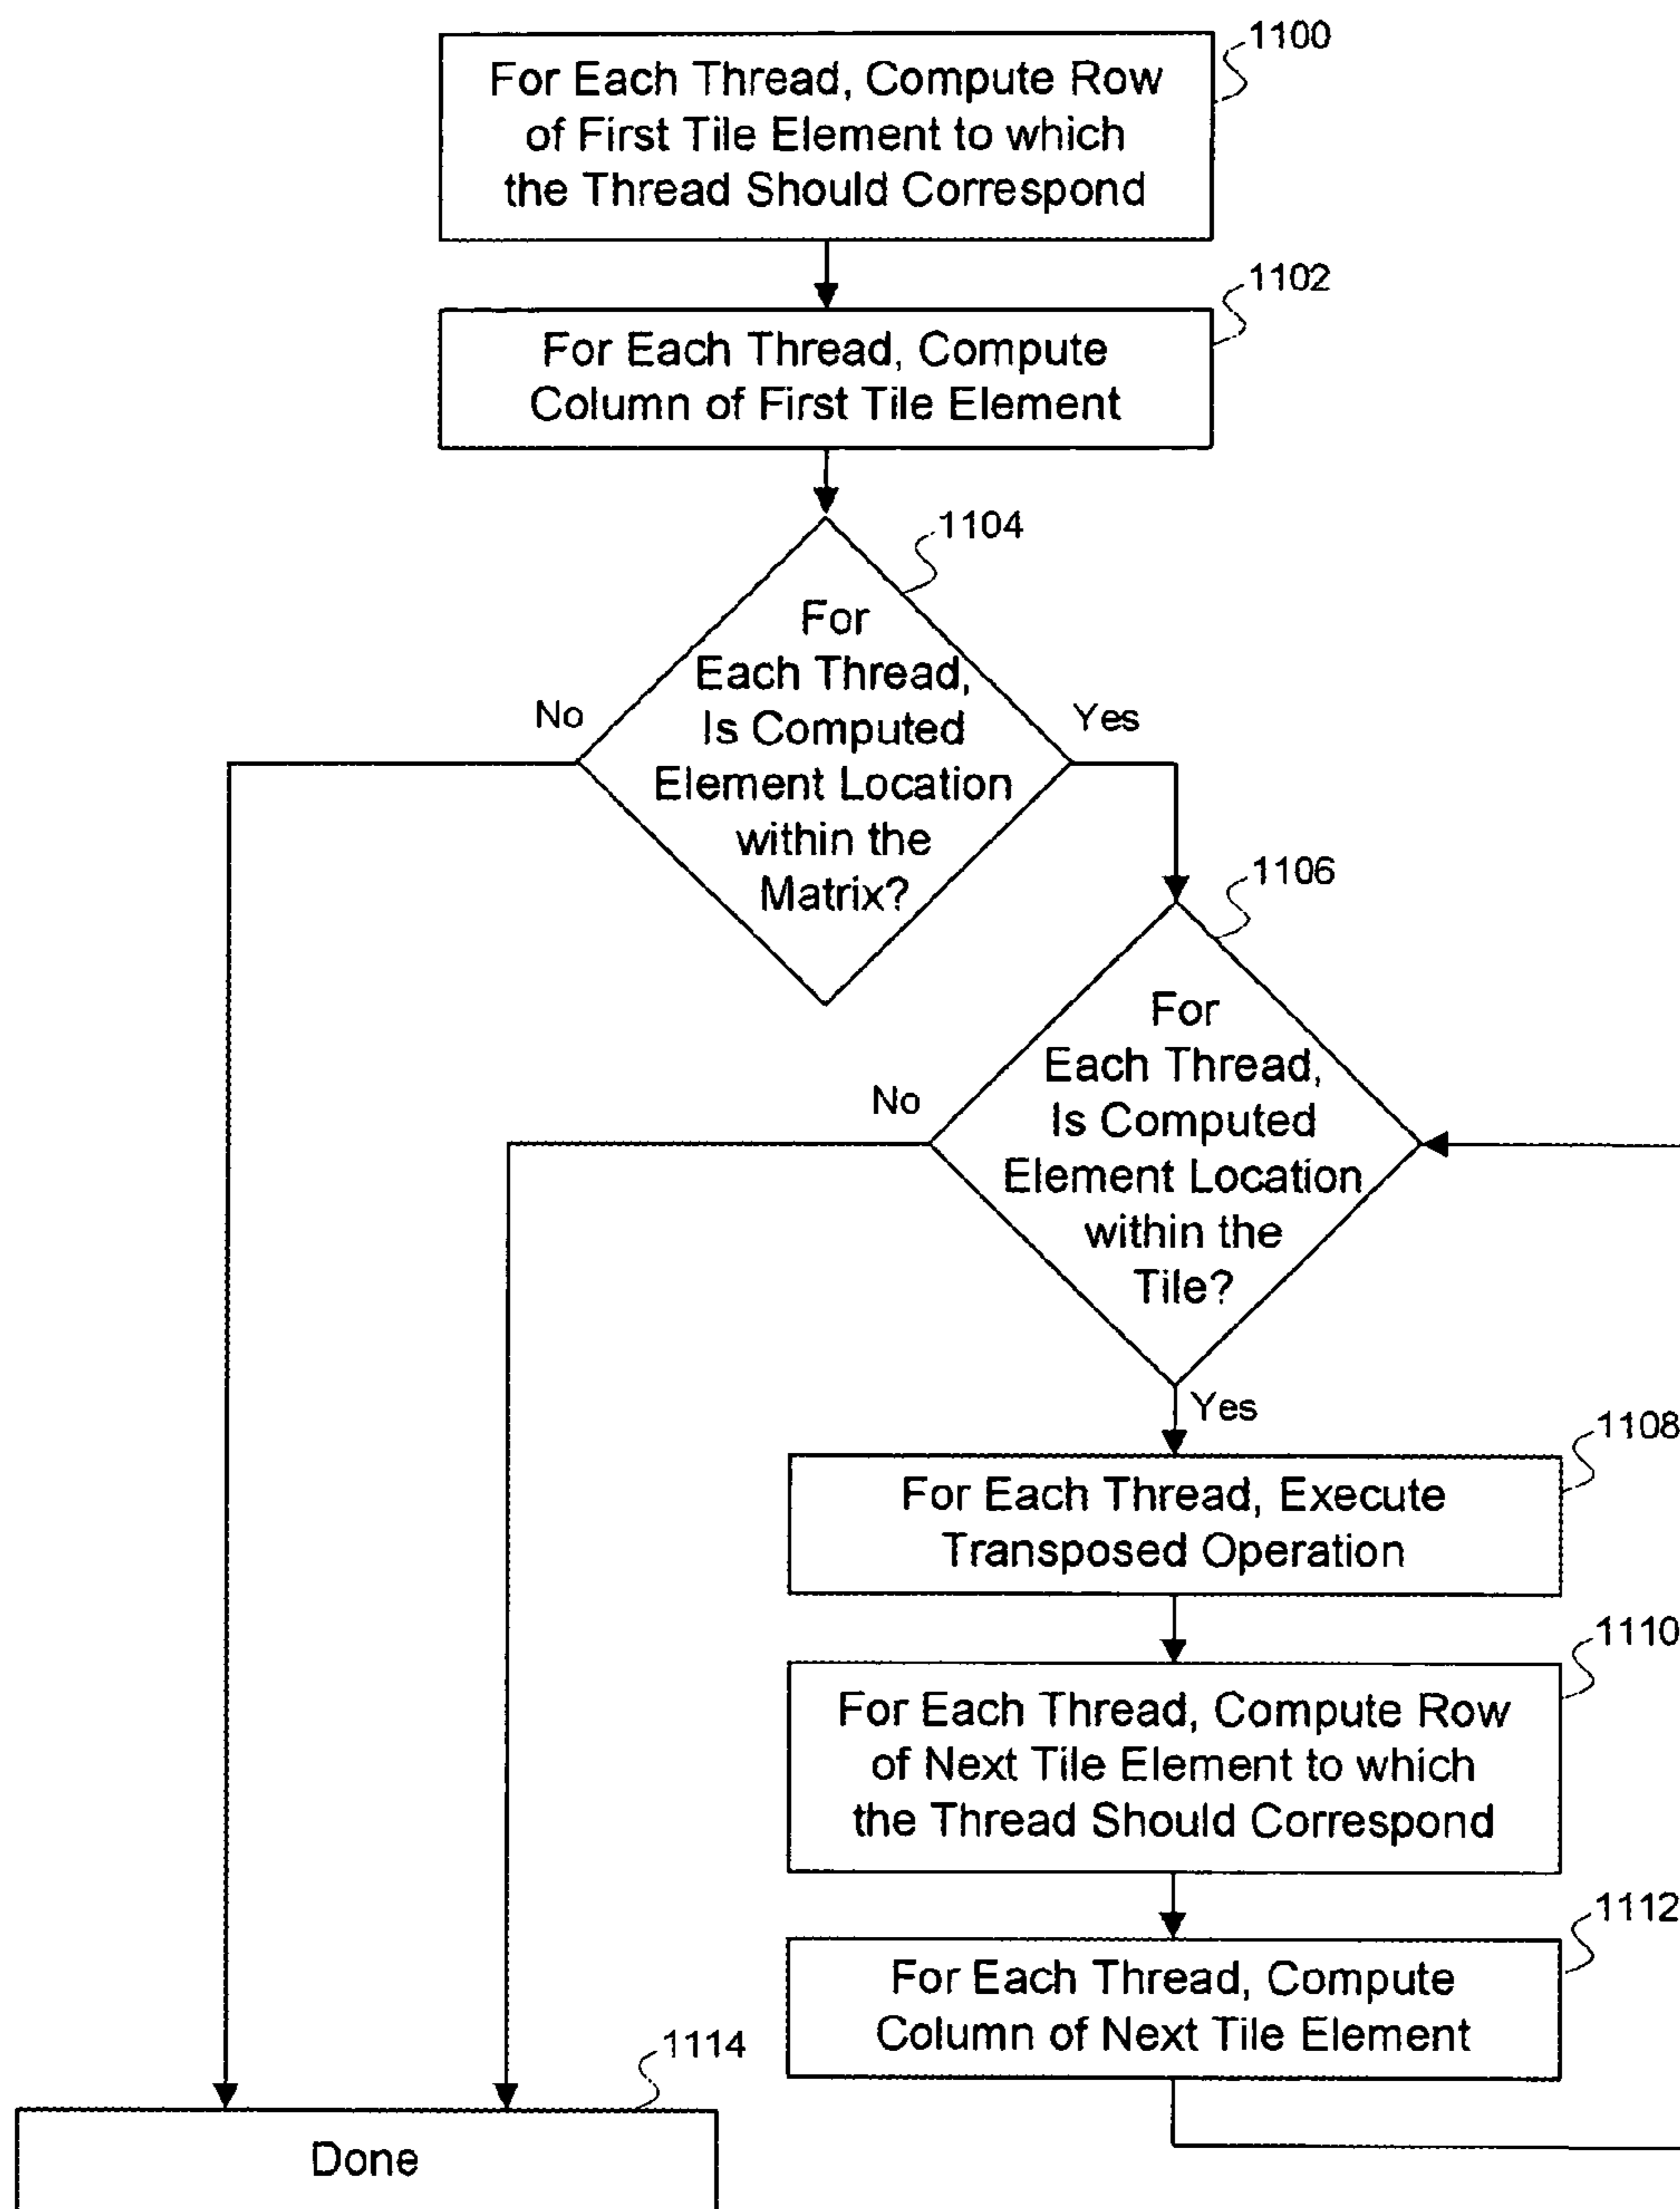 1100
For Each Thread, Compute Row
of First Tile Element to which
the Thread Should Correspond
1102
For Each Thread, Compute
Column of First Tile Element
1104
For
Each Thread,
Is Computed
Element Location
within the
Matrix?
No
Yes
1106
For
Each Thread,
Is Computed
Element Location
within the
Tile?
No
Yes
1108
For Each Thread, Execute
Transposed Operation
1110
For Each Thread, Compute Row
of Next Tile Element to which
the Thread Should Correspond
1112
For Each Thread, Compute
Column of Next Tile Element
1114
Done